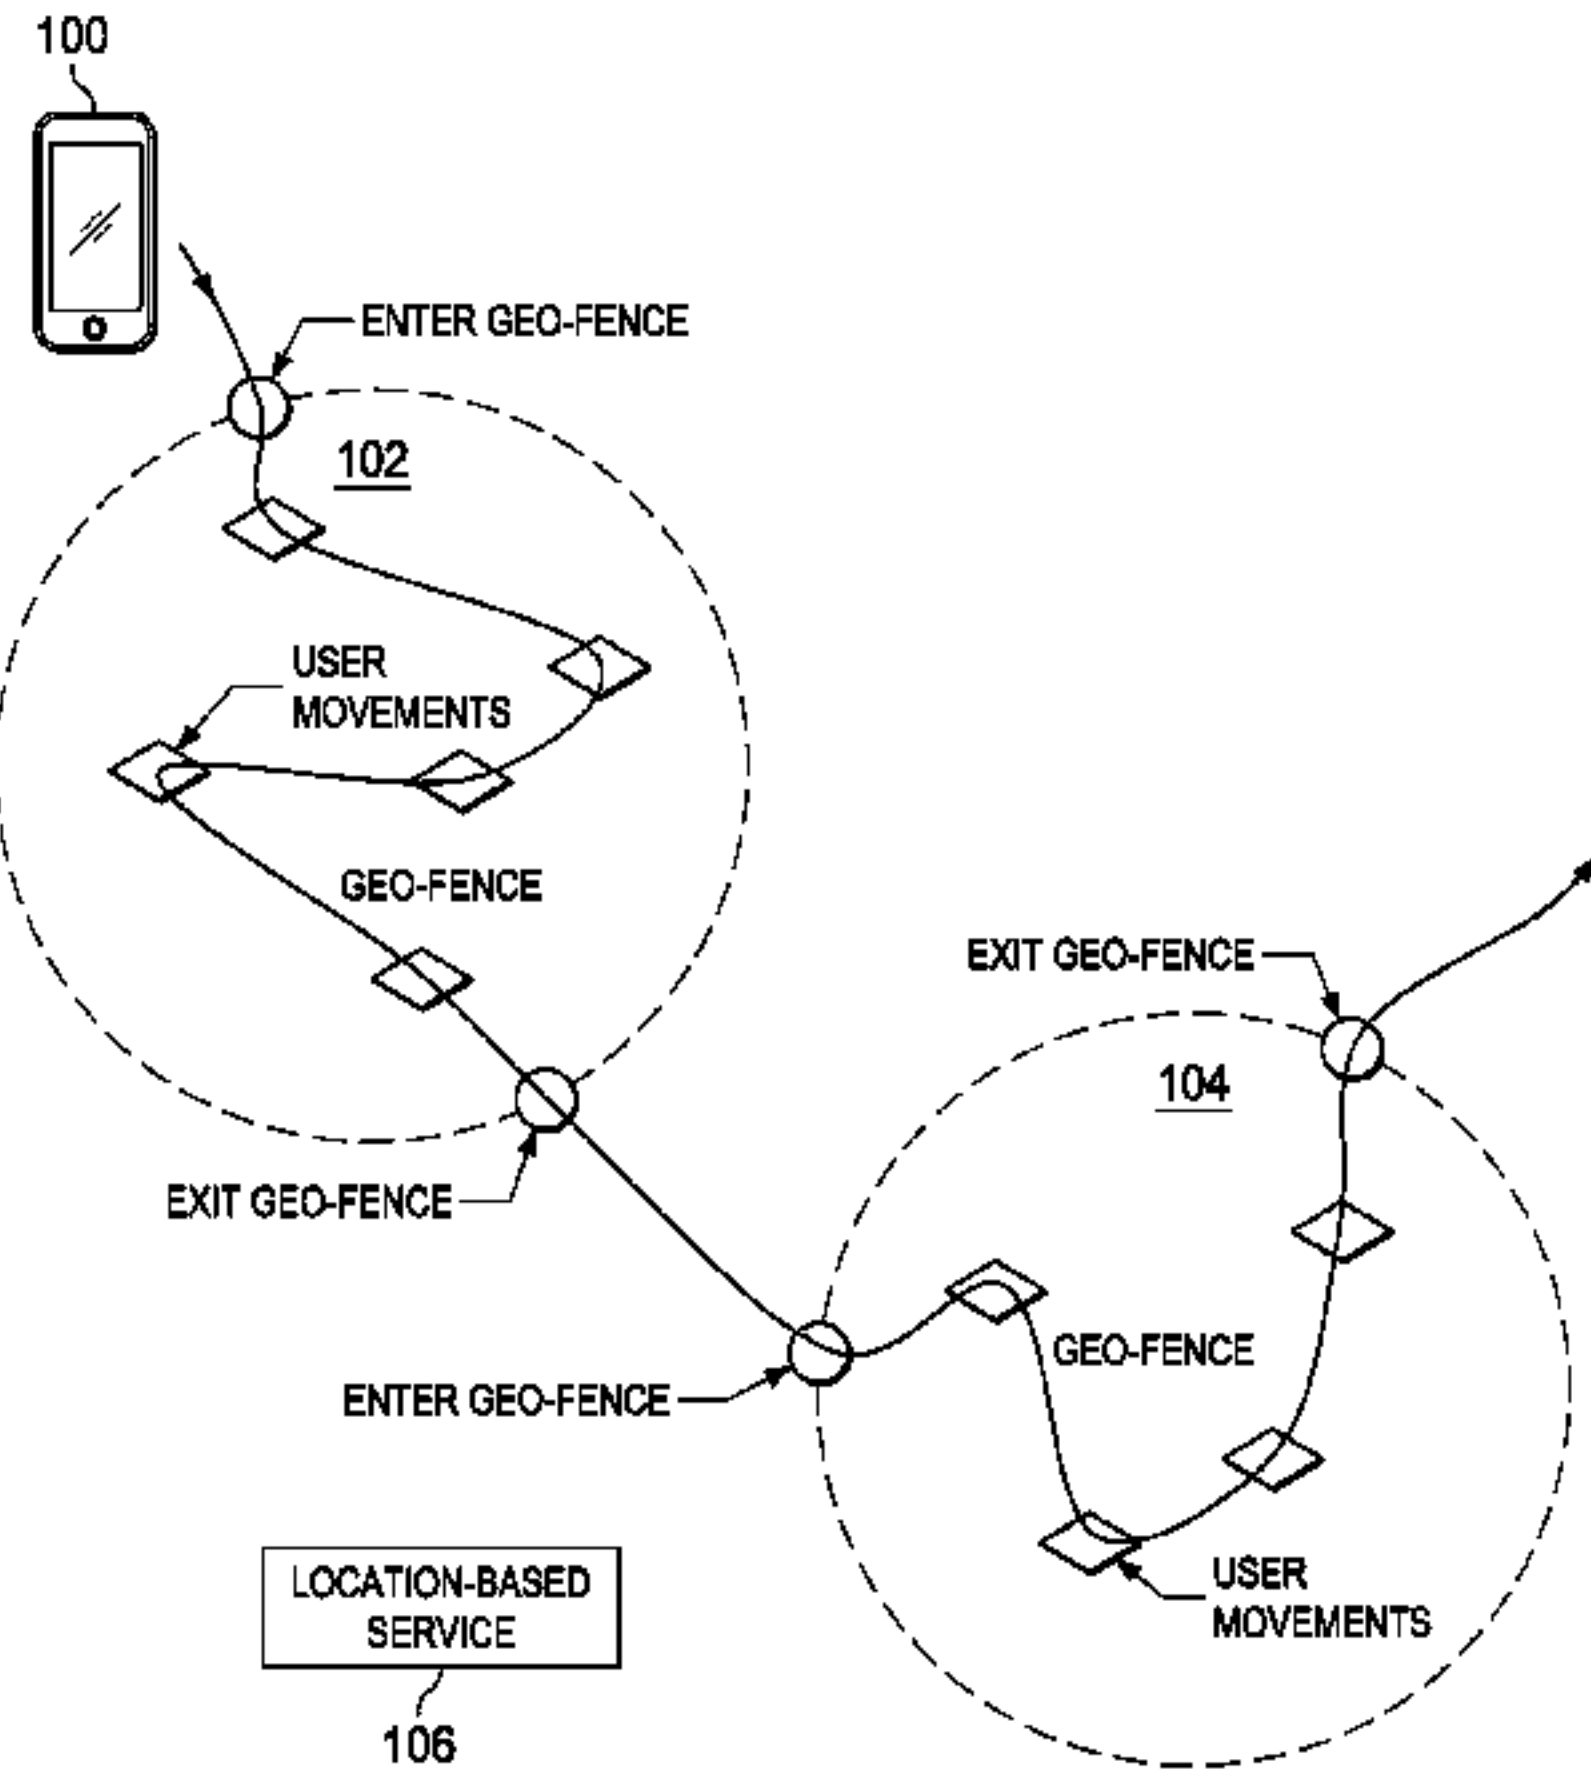 100
ENTER GEO-FENCE
102
USER
MOVEMENTS
GEO-FENCE
EXIT GEO-FENCE
104
EXIT GEO-FENCE
GEO-FENCE
ENTER GEO-FENCE
LOCATION-BASED
SERVICE
USER
MOVEMENTS
106